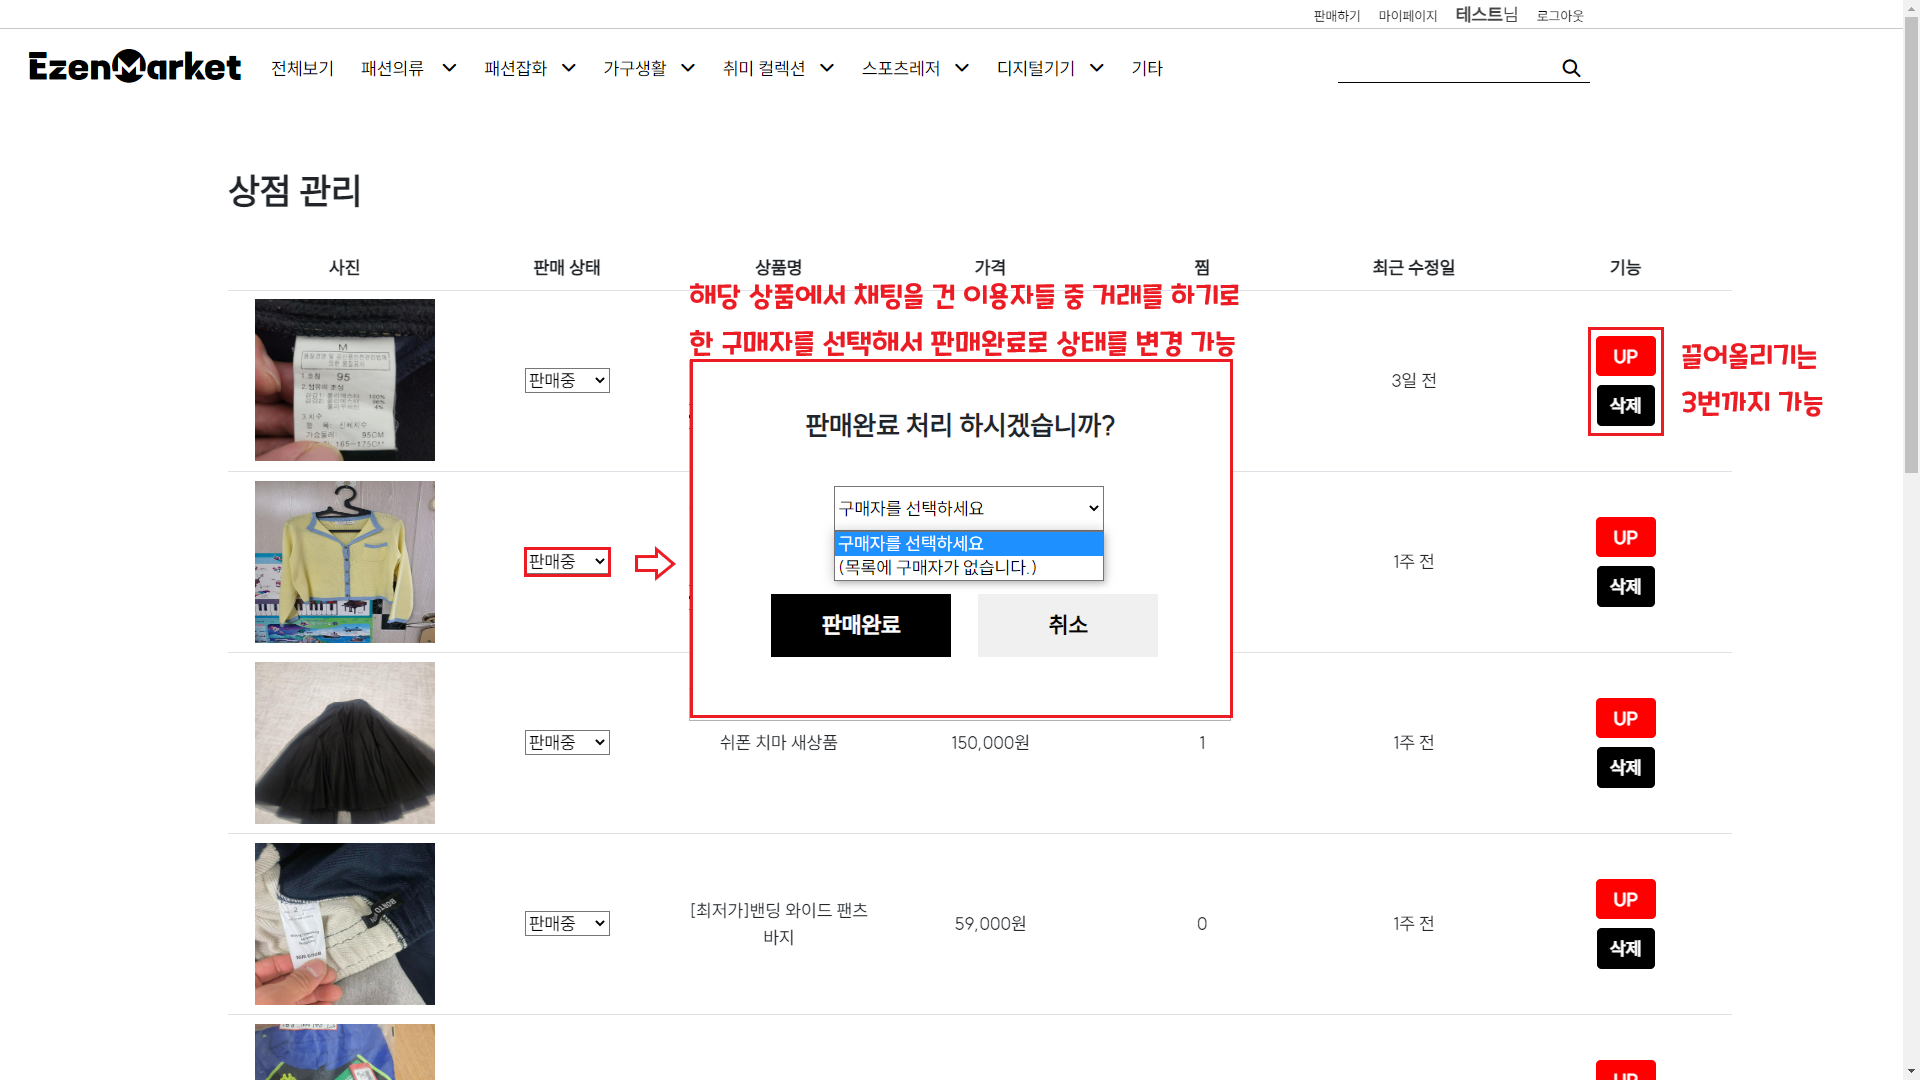 판매하기 마이페이지 테스트님 로그아웃
EzenMarket 전체보기 패션의류 패션잡화 가구생활 취미 컬렉션 스포츠레저 디지털기기 기타
상점 관리
사진 판매 상태 상품명 가격 찜 최근 수정일 기능
해당 상품에서 채팅을 건 이용자들 중 거래를 하기로
한 구매자를 선택해서 판매완료로 상태를 변경 가능
M
95
100%
95CM
165-175CM
판매중
3일 전
UP
삭제
끌어올리기는
3번까지 가능
판매완료 처리 하시겠습니까?
구매자를 선택하세요
구매자를 선택하세요
(목록에 구매자가 없습니다.)
판매완료
취소
판매중
1주 전
UP
삭제
판매중
쉬폰 치마 새상품
150,000원
1
1주 전
UP
삭제
판매중
[최저가]밴딩 와이드 팬츠
바지
59,000원
0
1주 전
UP
삭제
UP